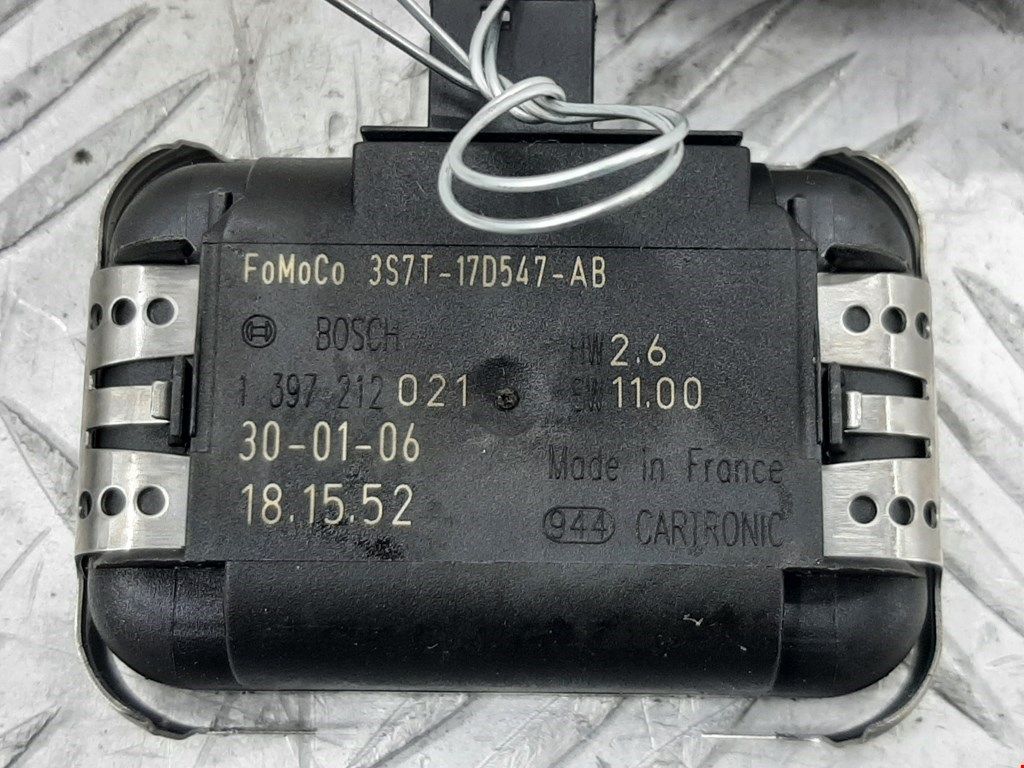 FoMoCo 3S7T-17D547-AB
BOSCH HW 2.6
1 397 212 021 SW 11.00
30-01-06
Made in France
18.15.52
944 CARTRONIC